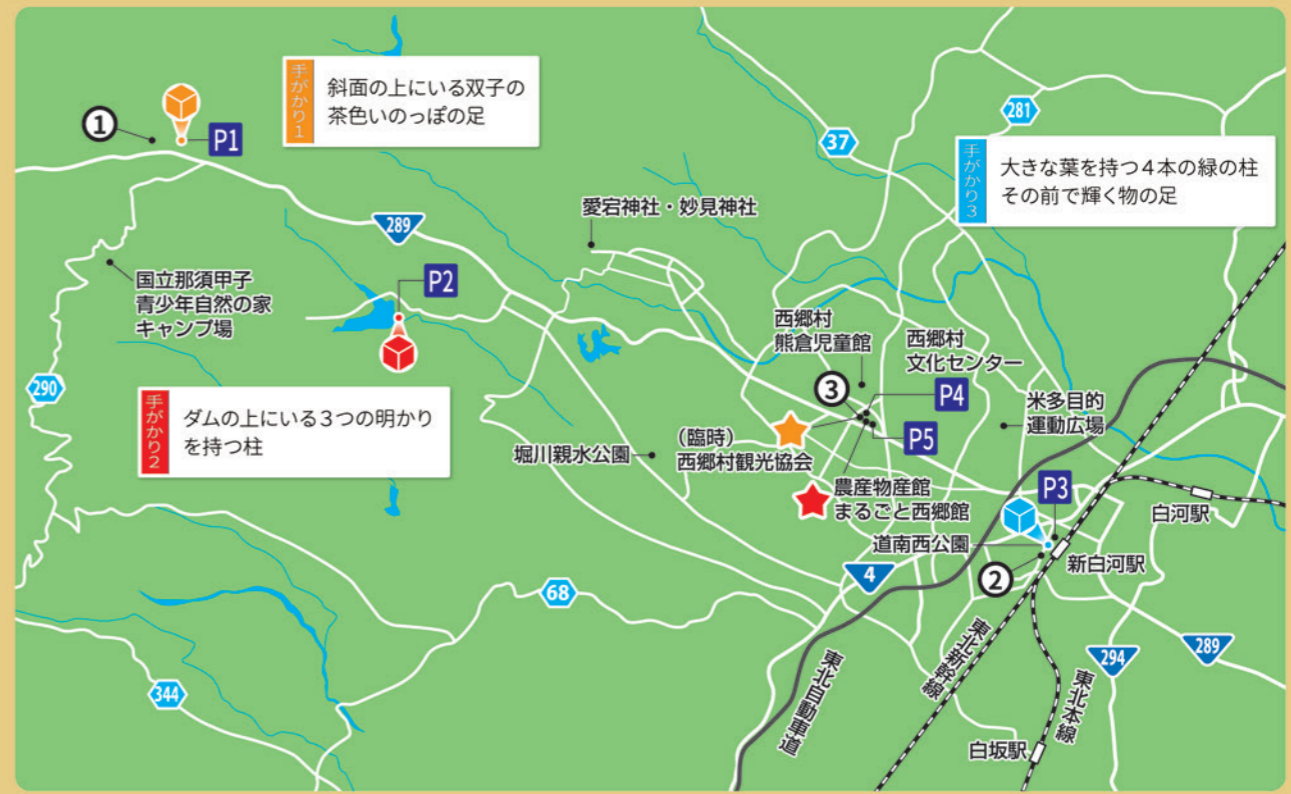 手がかり1
斜面の上にいる双子の
茶色いのっぽの足
①
P1
281
37
手がかり3
大きな葉を持つ4本の緑の柱
その前で輝く物の足
愛宕神社・妙見神社
289
国立那須甲子
青少年自然の家
キャンプ場
P2
西郷村
熊倉児童館
西郷村
文化センター
290
③
P4
手がかり2
ダムの上にいる3つの明かり
を持つ柱
米多目的
運動広場
P5
(臨時)
西郷村観光協会
堀川親水公園
農産物産館
まるごと西郷館
P3
白河駅
道南西公園
新白河駅
4
②
68
東北自動車道
東北新幹線
東北本線
294
289
344
白坂駅